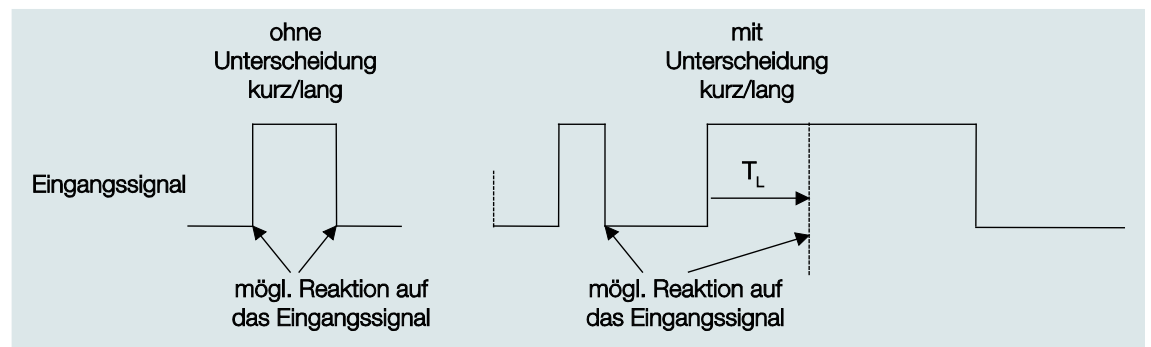 ohne
Unterscheidung
kurz/lang
mit
Unterscheidung
kurz/lang
Eingangssignal
T_L
mögl. Reaktion auf
das Eingangssignal
mögl. Reaktion auf
das Eingangssignal